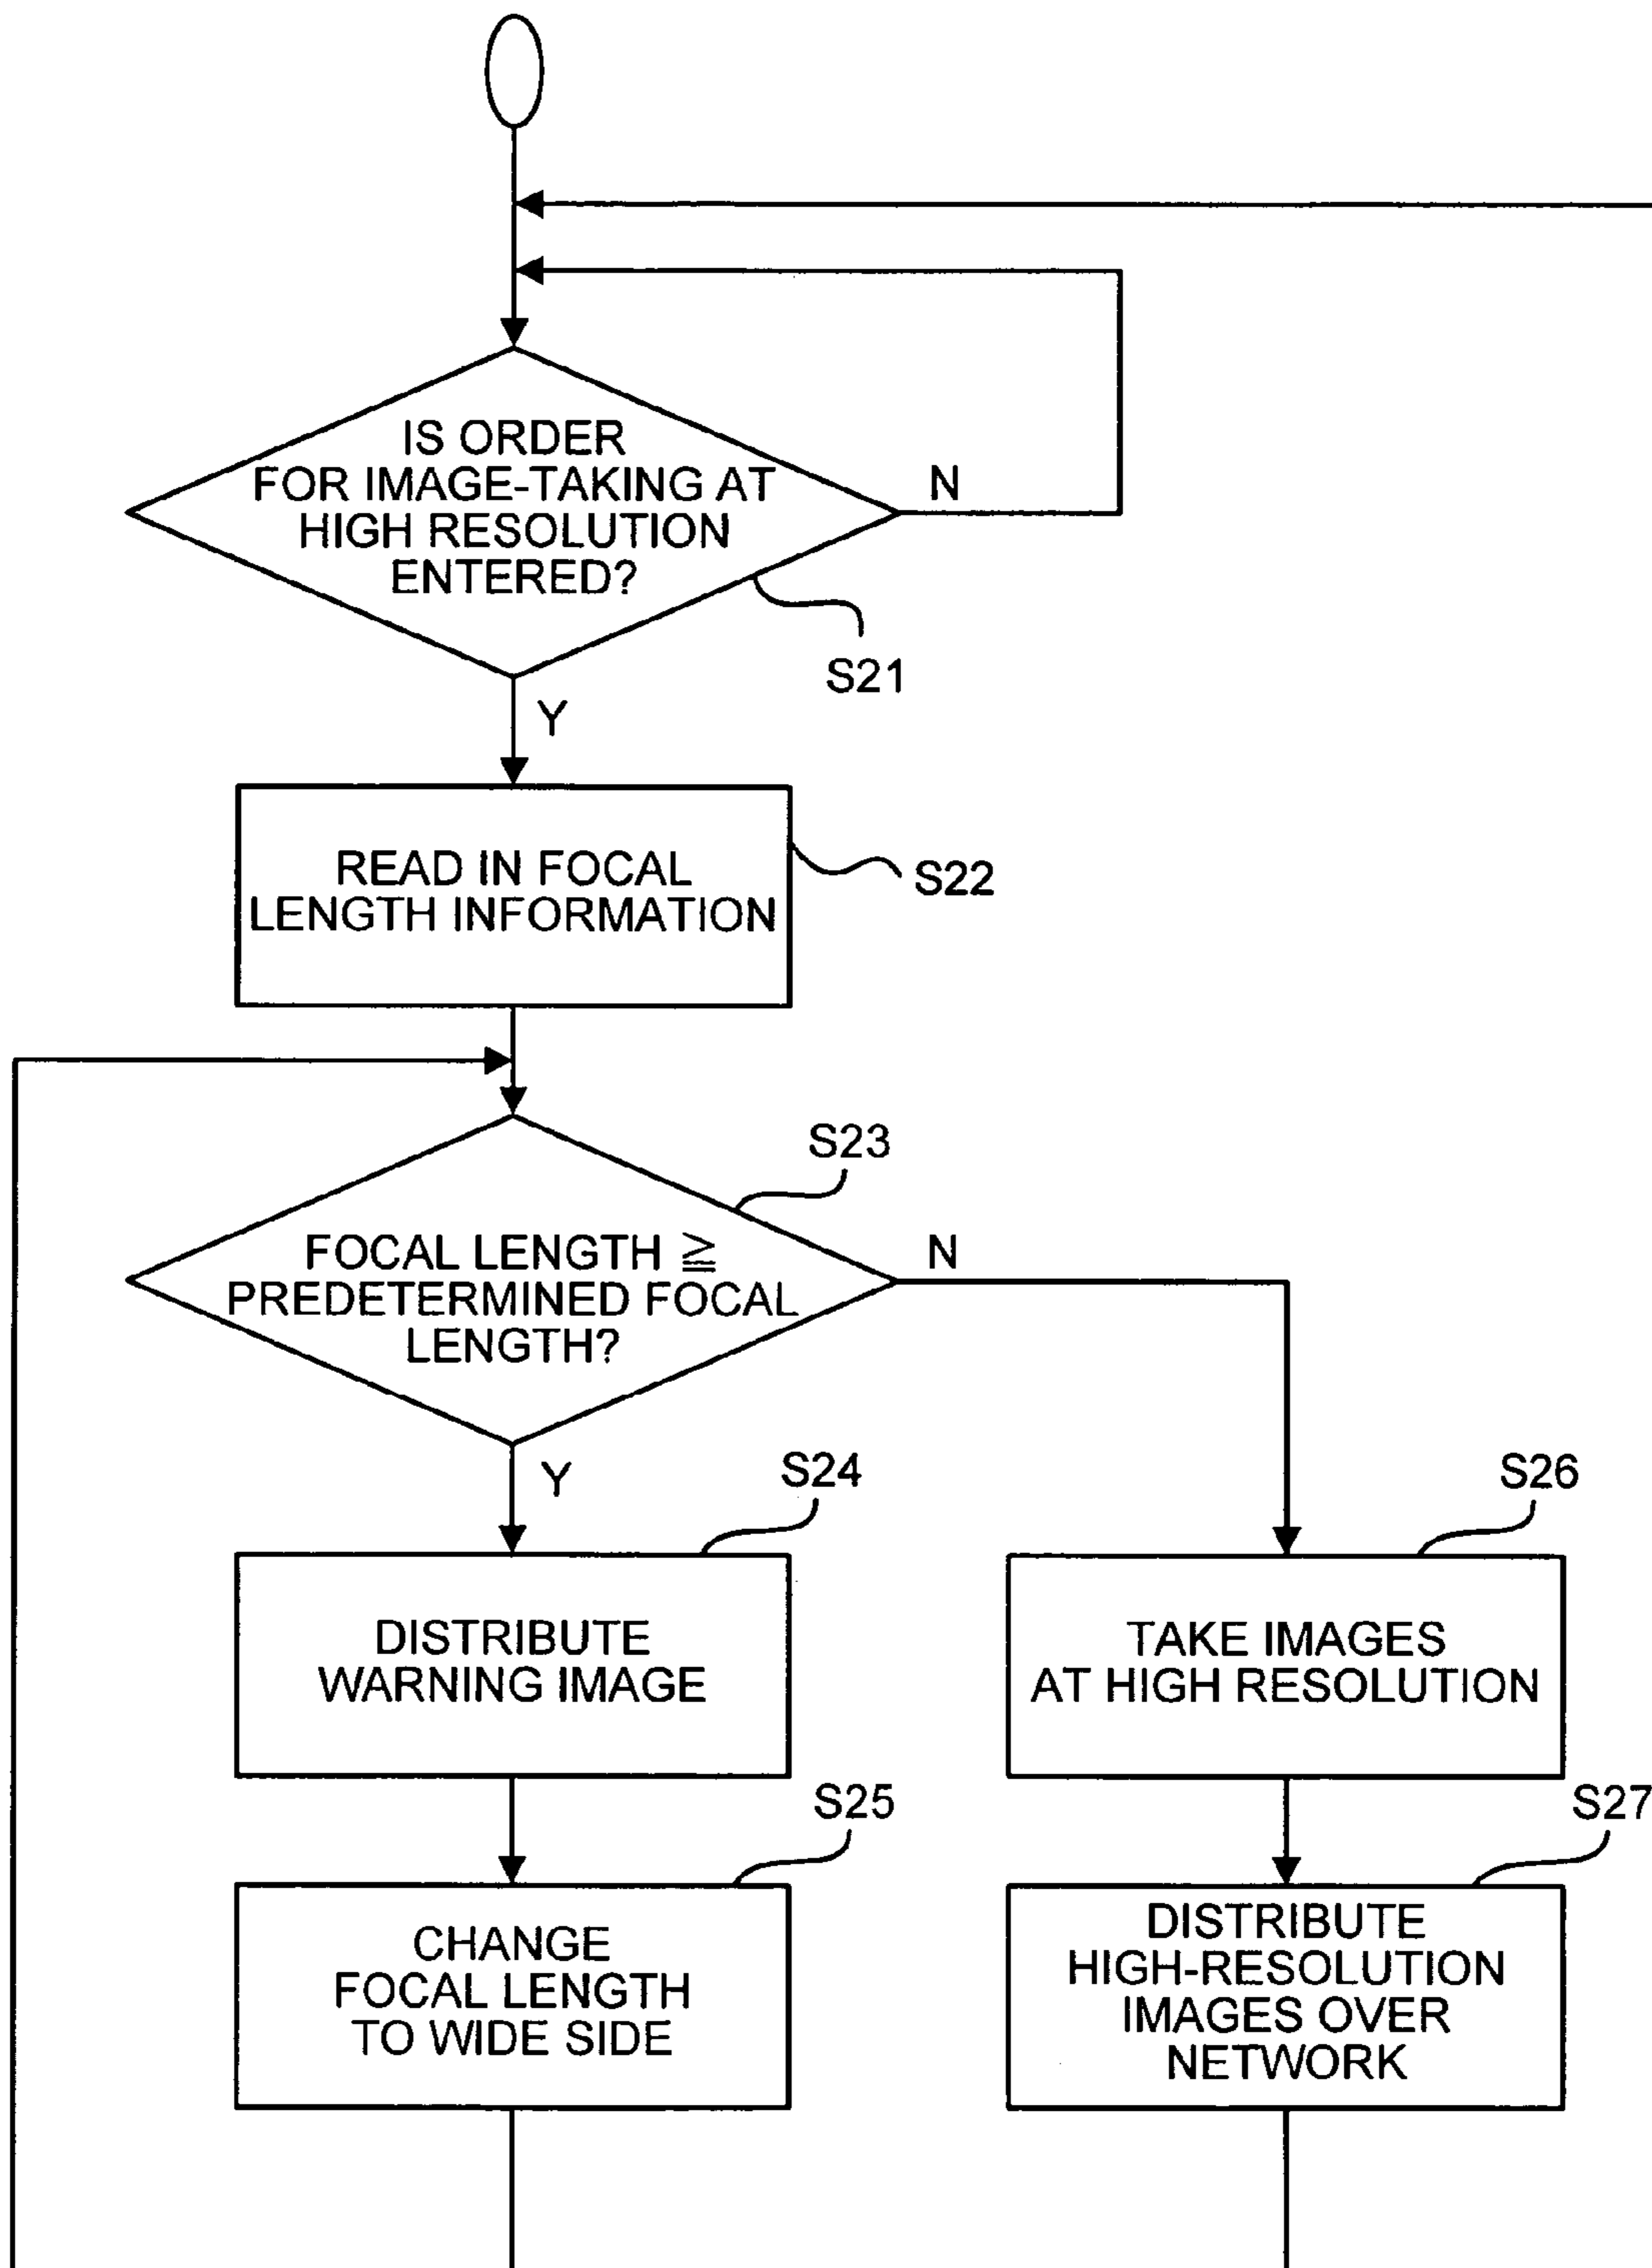 IS ORDER
FOR IMAGE-TAKING AT
HIGH RESOLUTION
ENTERED?
N
S21
Y
READ IN FOCAL
LENGTH INFORMATION
S22
S23
FOCAL LENGTH ≧
PREDETERMINED FOCAL
LENGTH?
N
Y
S24
DISTRIBUTE
WARNING IMAGE
S26
TAKE IMAGES
AT HIGH RESOLUTION
S25
CHANGE
FOCAL LENGTH
TO WIDE SIDE
S27
DISTRIBUTE
HIGH-RESOLUTION
IMAGES OVER
NETWORK